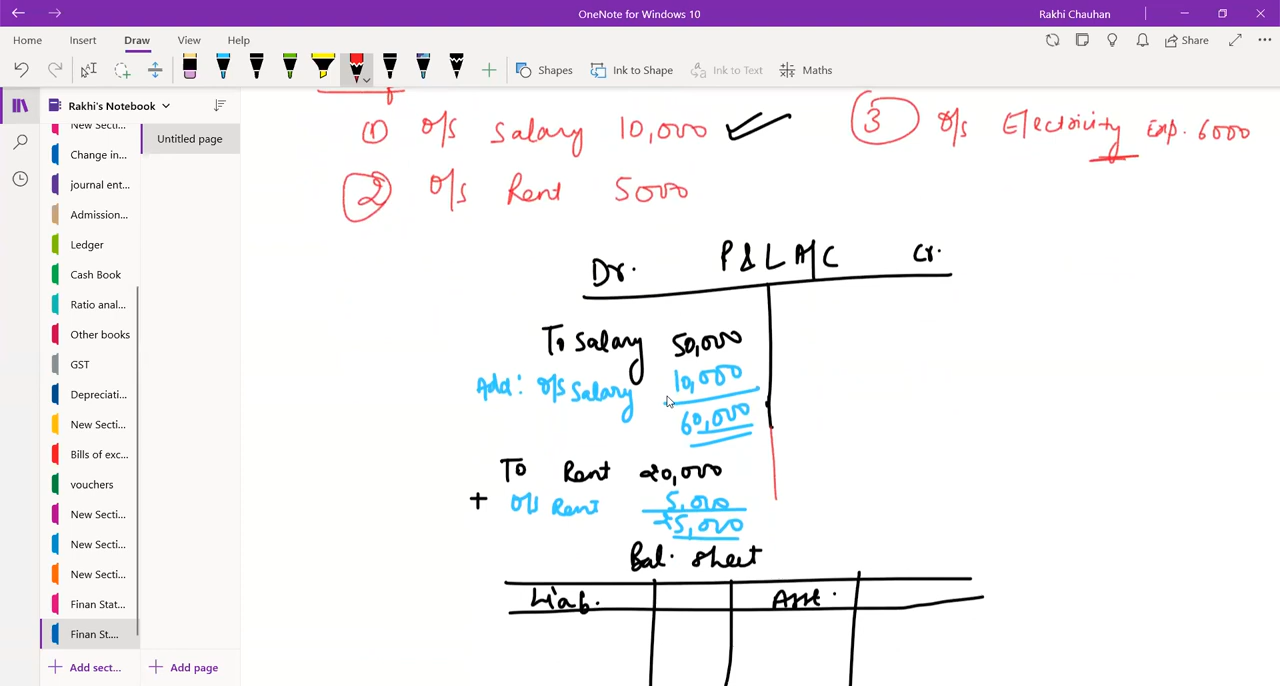 OneNote for Windows 10
Rakhi Chauhan
Home Insert Draw View Help
Share
Shapes Ink to Shape Ink to Text Maths
Rakhi's Notebook
Untitled page
New Secti...
Change in...
journal ent...
Admission...
Ledger
Cash Book
Ratio anal...
Other books
GST
Depreciati...
New Secti...
Bills of exc...
vouchers
New Secti...
New Secti...
New Secti...
Finan Stat...
Finan St....
Add sect...
Add page
① o/s salary 10,000 ✓
③ o/s Electricity Exp. 6000
② o/s Rent 5000
Dr. P & L A/C Cr.
To salary 50,000
Add: o/s salary 10,000
60,000
To Rent 20,000
+ o/s Rent 5,000
25,000
Bal. sheet
Liab. Asst.